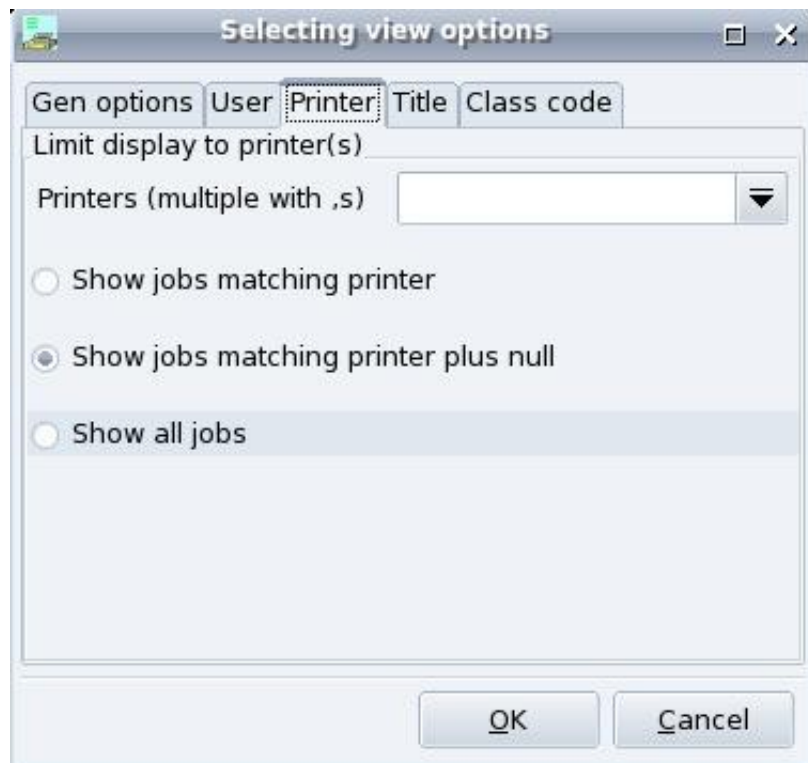 Selecting view options
Gen options User Printer Title Class code
Limit display to printer(s)
Printers (multiple with ,s)
Show jobs matching printer
Show jobs matching printer plus null
Show all jobs
OK Cancel